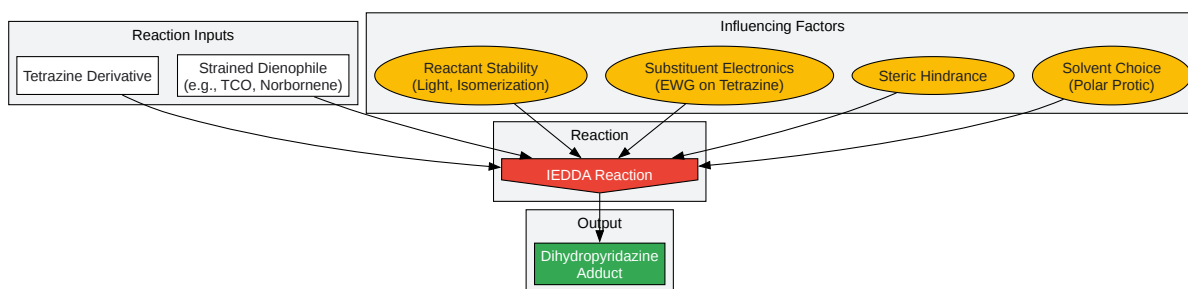 Reaction Inputs
Tetrazine Derivative
Strained Dienophile
(e.g., TCO, Norbornene)
Influencing Factors
Reactant Stability
(Light, Isomerization)
Substituent Electronics
(EWG on Tetrazine)
Steric Hindrance
Solvent Choice
(Polar Protic)
Reaction
IEDDA Reaction
Output
Dihydropyridazine
Adduct